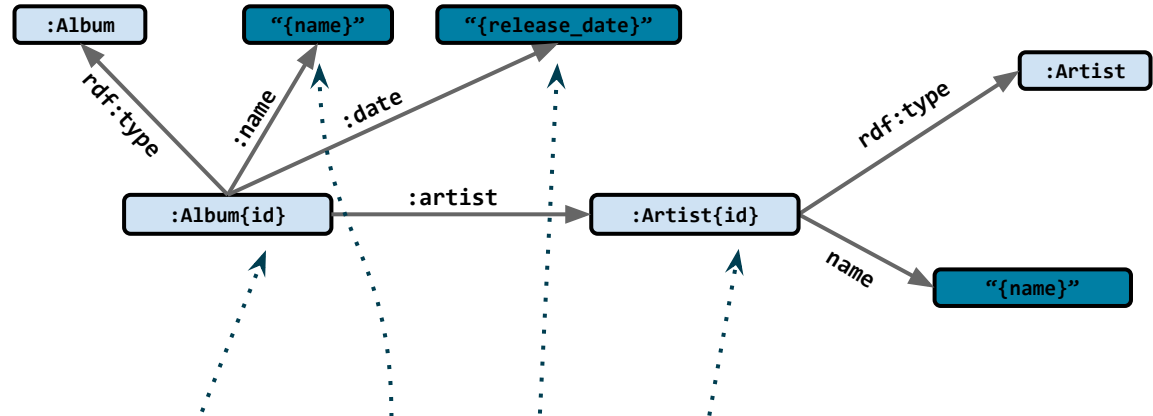 :Album
“{name}”
“{release_date}”
:Artist
rdf:type
:name
:date
rdf:type
:Album{id}
:artist
:Artist{id}
name
“{name}”